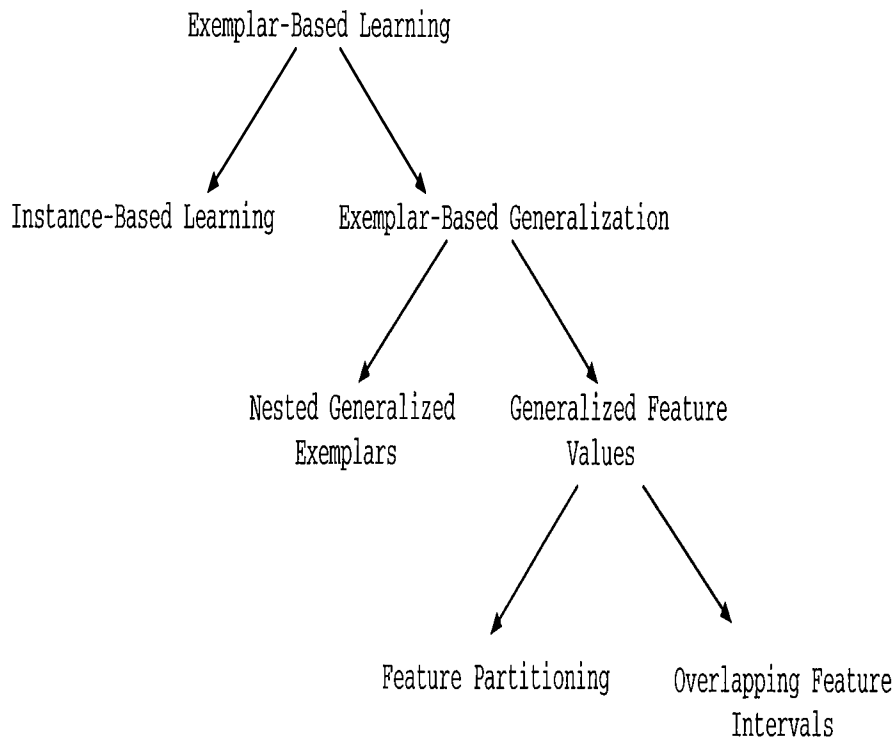 Exemplar-Based Learning
Instance-Based Learning
Exemplar-Based Generalization
Nested Generalized
Exemplars
Generalized Feature
Values
Feature Partitioning
Overlapping Feature
Intervals